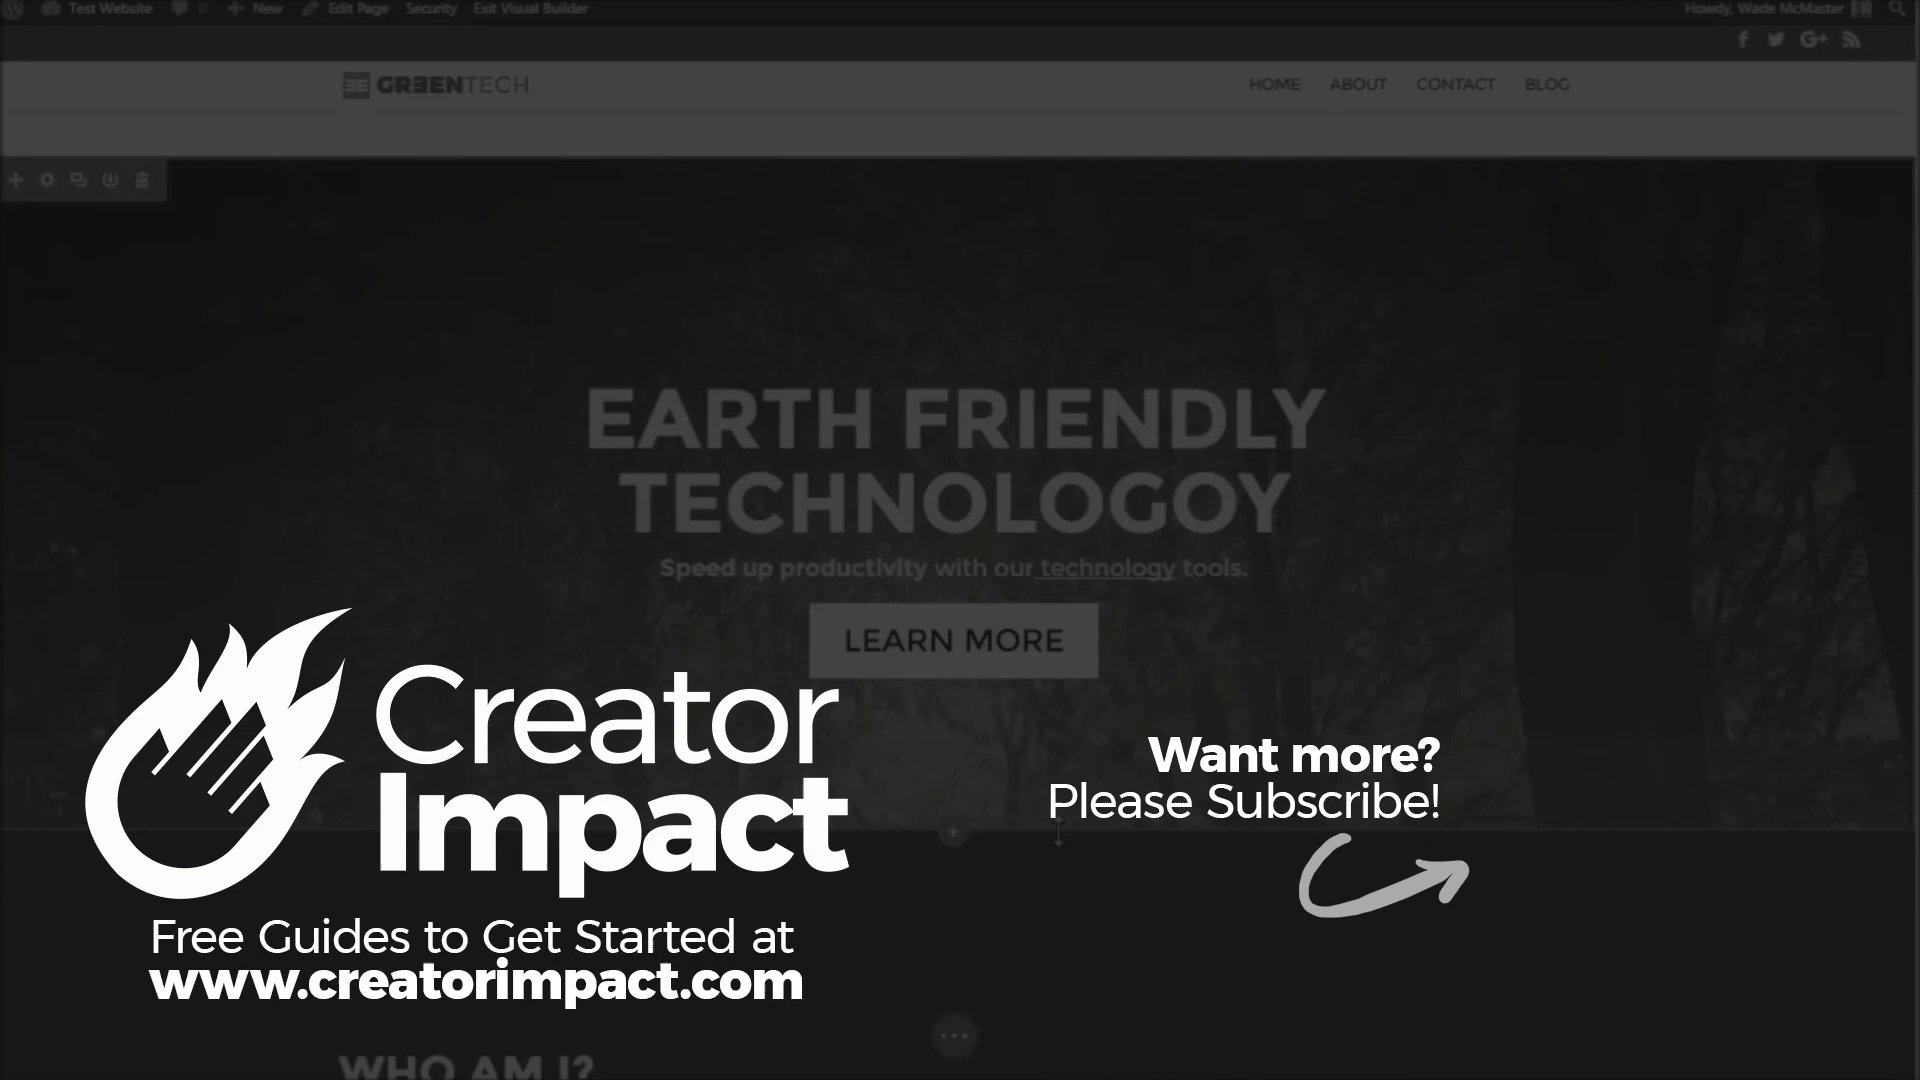 Test Website 0 New Edit Page Security Exit Visual Builder Howdy, Wade McMaster
GREENTECH HOME ABOUT CONTACT BLOG
EARTH FRIENDLY
TECHNOLOGOY
Speed up productivity with our technology tools.
LEARN MORE
Creator
Impact
Free Guides to Get Started at
www.creatorimpact.com
Want more?
Please Subscribe!
WHO AM I?